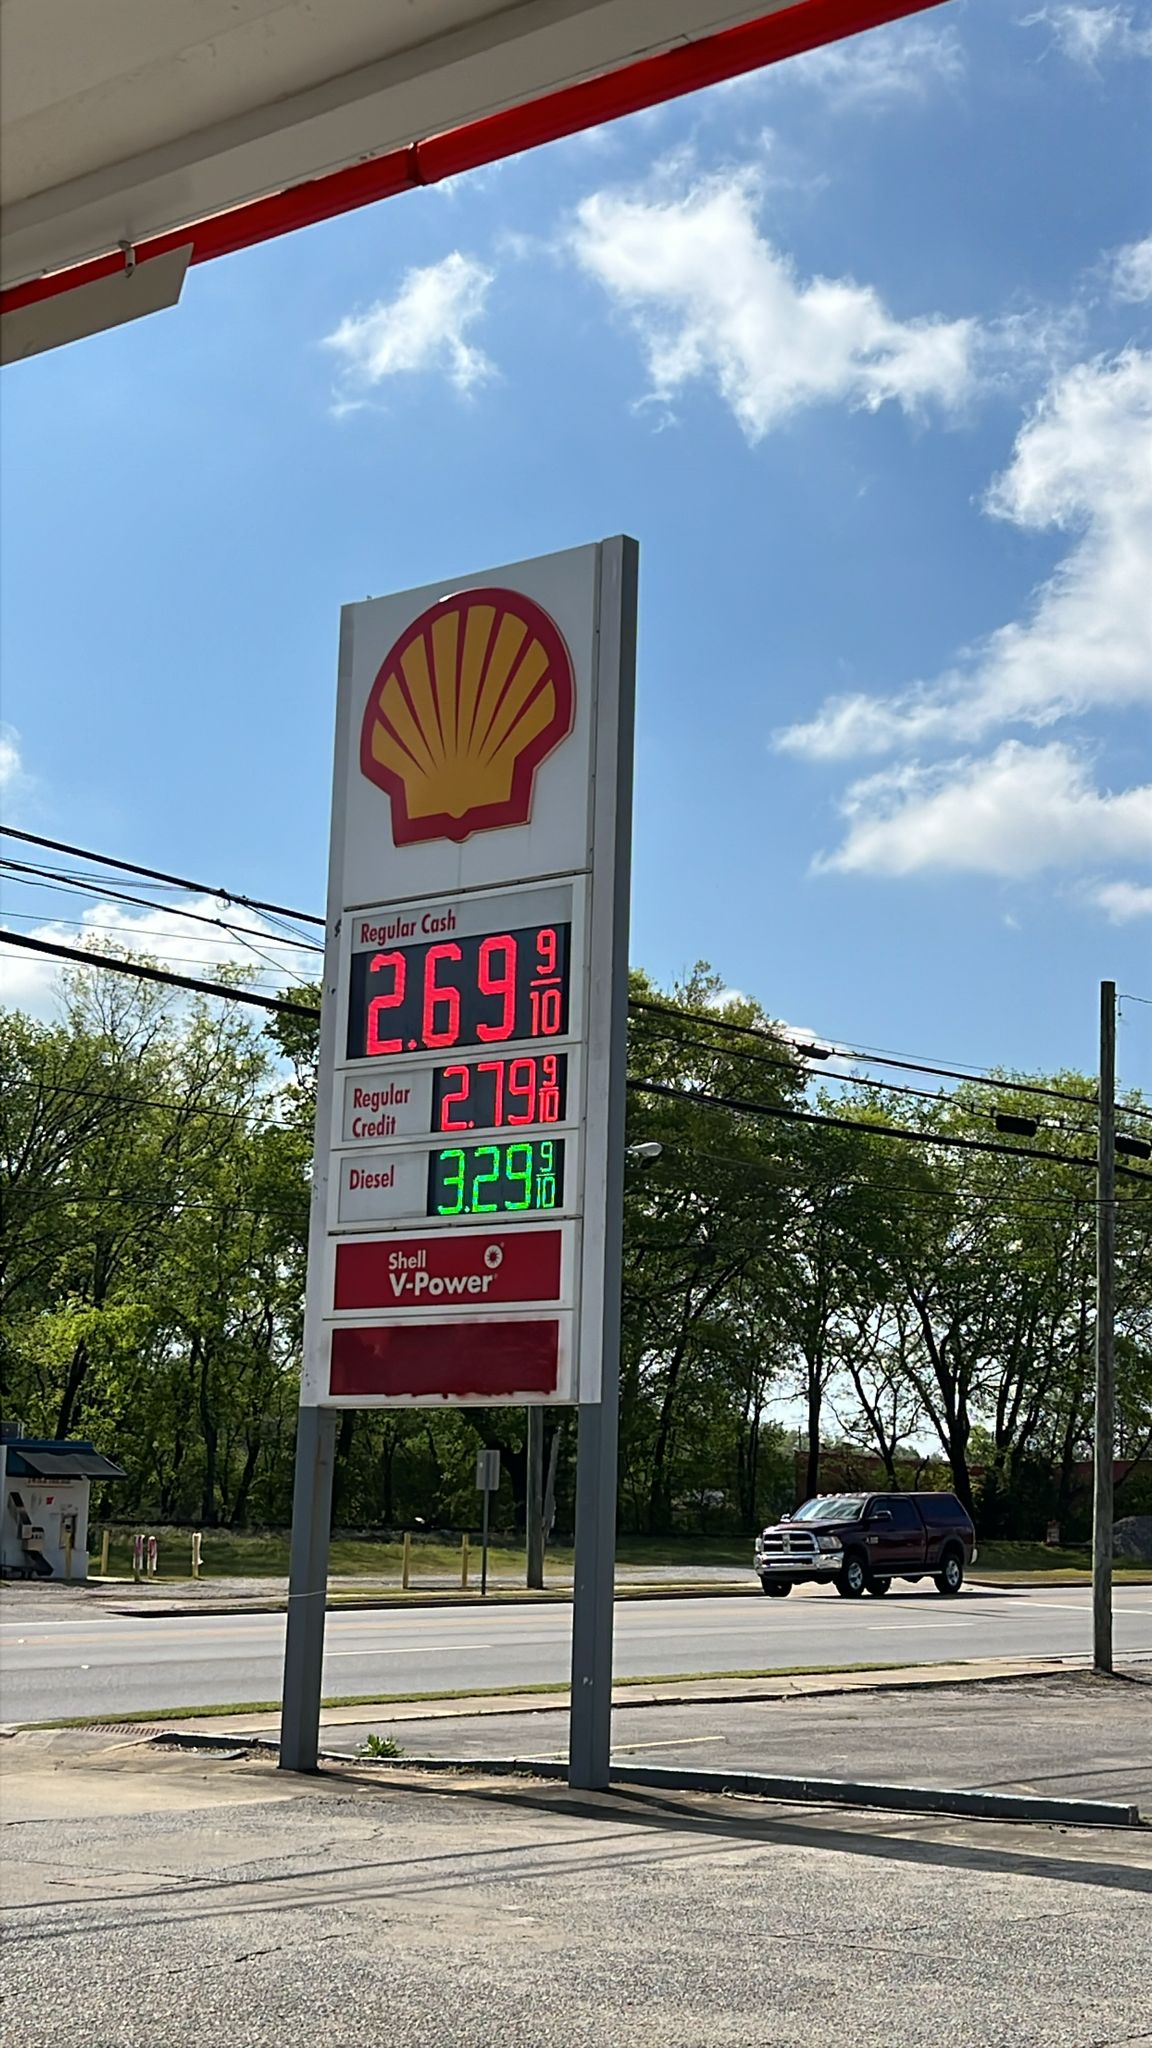 Regular Cash
2.69 9/10
Regular
Credit
2.79 9/10
Diesel
3.29 9/10
Shell
V-Power